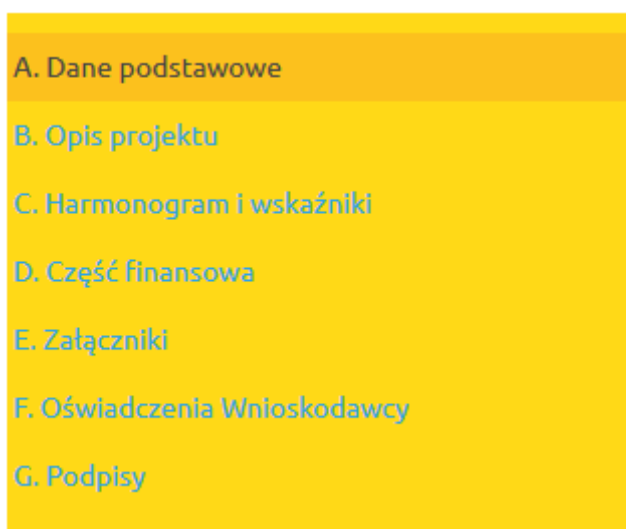 A. Dane podstawowe
B. Opis projektu
C. Harmonogram i wskaźniki
D. Część finansowa
E. Załączniki
F. Oświadczenia Wnioskodawcy
G. Podpisy